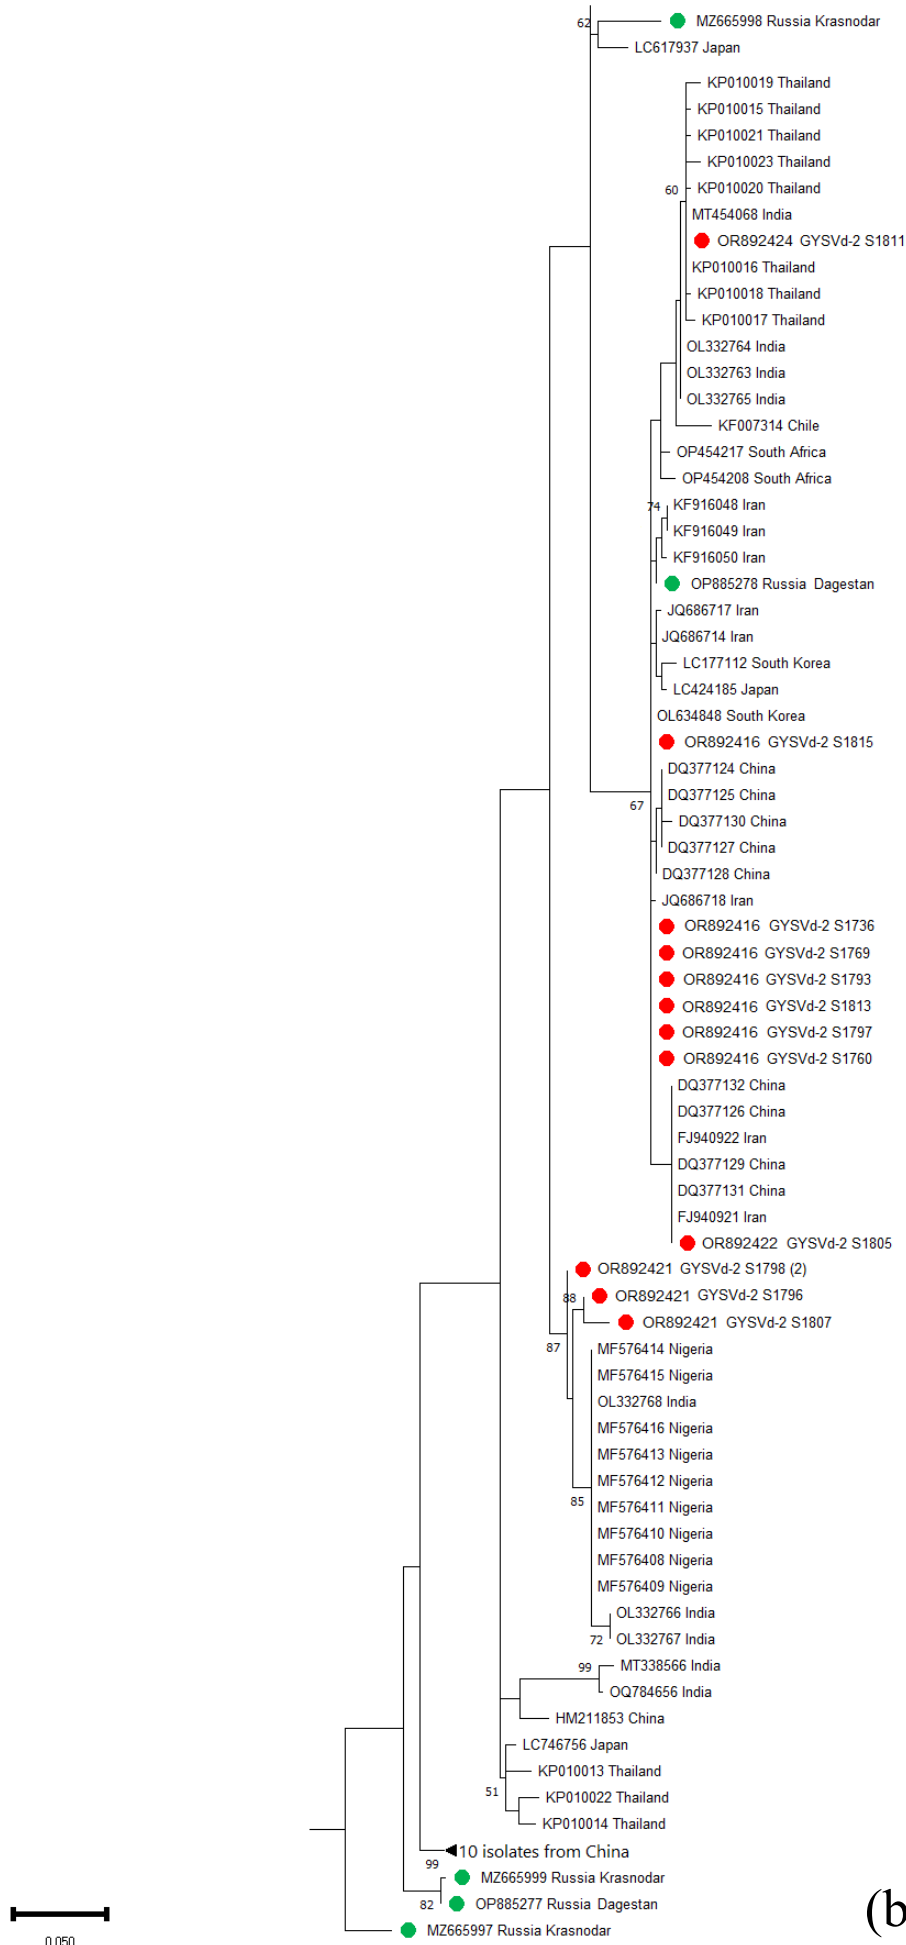 62
MZ665998 Russia Krasnodar
LC617937 Japan
KP010019 Thailand
KP010015 Thailand
KP010021 Thailand
KP010023 Thailand
60
KP010020 Thailand
MT454068 India
OR892424 GYSVd-2 S1811
KP010016 Thailand
KP010018 Thailand
KP010017 Thailand
OL332764 India
OL332763 India
OL332765 India
KF007314 Chile
OP454217 South Africa
OP454208 South Africa
74
KF916048 Iran
KF916049 Iran
KF916050 Iran
OP885278 Russia Dagestan
JQ686717 Iran
JQ686714 Iran
LC177112 South Korea
LC424185 Japan
OL634848 South Korea
OR892416 GYSVd-2 S1815
DQ377124 China
DQ377125 China
67
DQ377130 China
DQ377127 China
DQ377128 China
JQ686718 Iran
OR892416 GYSVd-2 S1736
OR892416 GYSVd-2 S1769
OR892416 GYSVd-2 S1793
OR892416 GYSVd-2 S1813
OR892416 GYSVd-2 S1797
OR892416 GYSVd-2 S1760
DQ377132 China
DQ377126 China
FJ940922 Iran
DQ377129 China
DQ377131 China
FJ940921 Iran
OR892422 GYSVd-2 S1805
OR892421 GYSVd-2 S1798 (2)
88
OR892421 GYSVd-2 S1796
OR892421 GYSVd-2 S1807
87
MF576414 Nigeria
MF576415 Nigeria
OL332768 India
MF576416 Nigeria
MF576413 Nigeria
MF576412 Nigeria
85
MF576411 Nigeria
MF576410 Nigeria
MF576408 Nigeria
MF576409 Nigeria
OL332766 India
72
OL332767 India
99
MT338566 India
OQ784656 India
HM211853 China
LC746756 Japan
KP010013 Thailand
51
KP010022 Thailand
KP010014 Thailand
10 isolates from China
99
MZ665999 Russia Krasnodar
82
OP885277 Russia Dagestan
(b
MZ665997 Russia Krasnodar
0.050